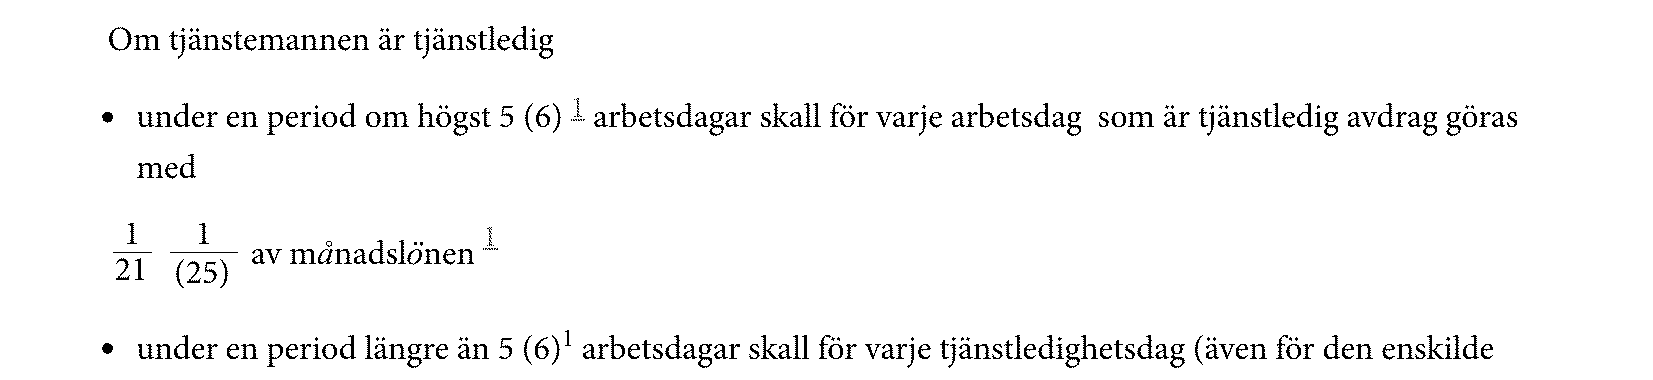 Om tjänstemannen är tjänstledig
• under en period om högst 5 (6) 1 arbetsdagar skall för varje arbetsdag som är tjänstledig avdrag göras
med
1/21 1/(25) av månadslönen 1
• under en period längre än 5 (6)1 arbetsdagar skall för varje tjänstledighetsdag (även för den enskilde